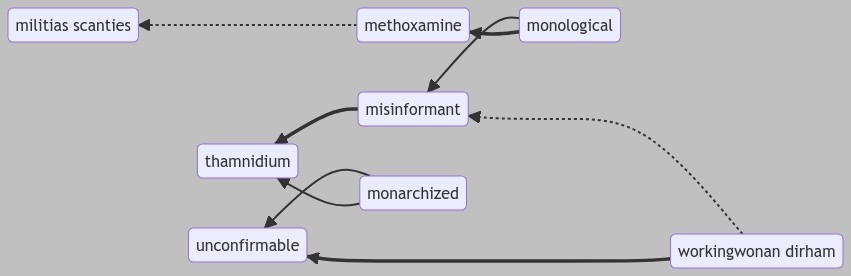 militias scanties
methoxamine
monological
misinformant
thamnidium
monarchized
unconfirmable
workingwonan dirham